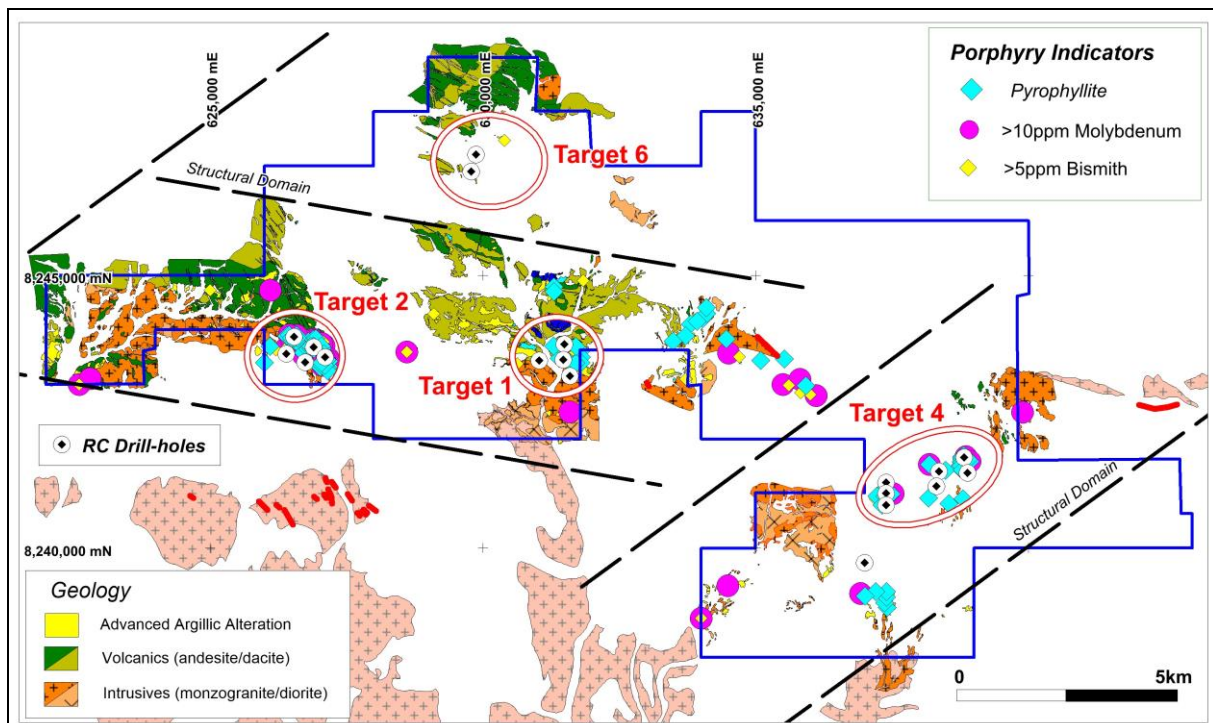 625,000 mE
630,000 mE
635,000 mE
Porphyry Indicators
Pyrophyllite
>10ppm Molybdenum
>5ppm Bismith
Target 6
Structural Domain
8,245,000 mN
Target 2
Target 1
Target 4
RC Drill-holes
Structural Domain
8,240,000 mN
Geology
Advanced Argillic Alteration
Volcanics (andesite/dacite)
Intrusives (monzogranite/diorite)
0 5km